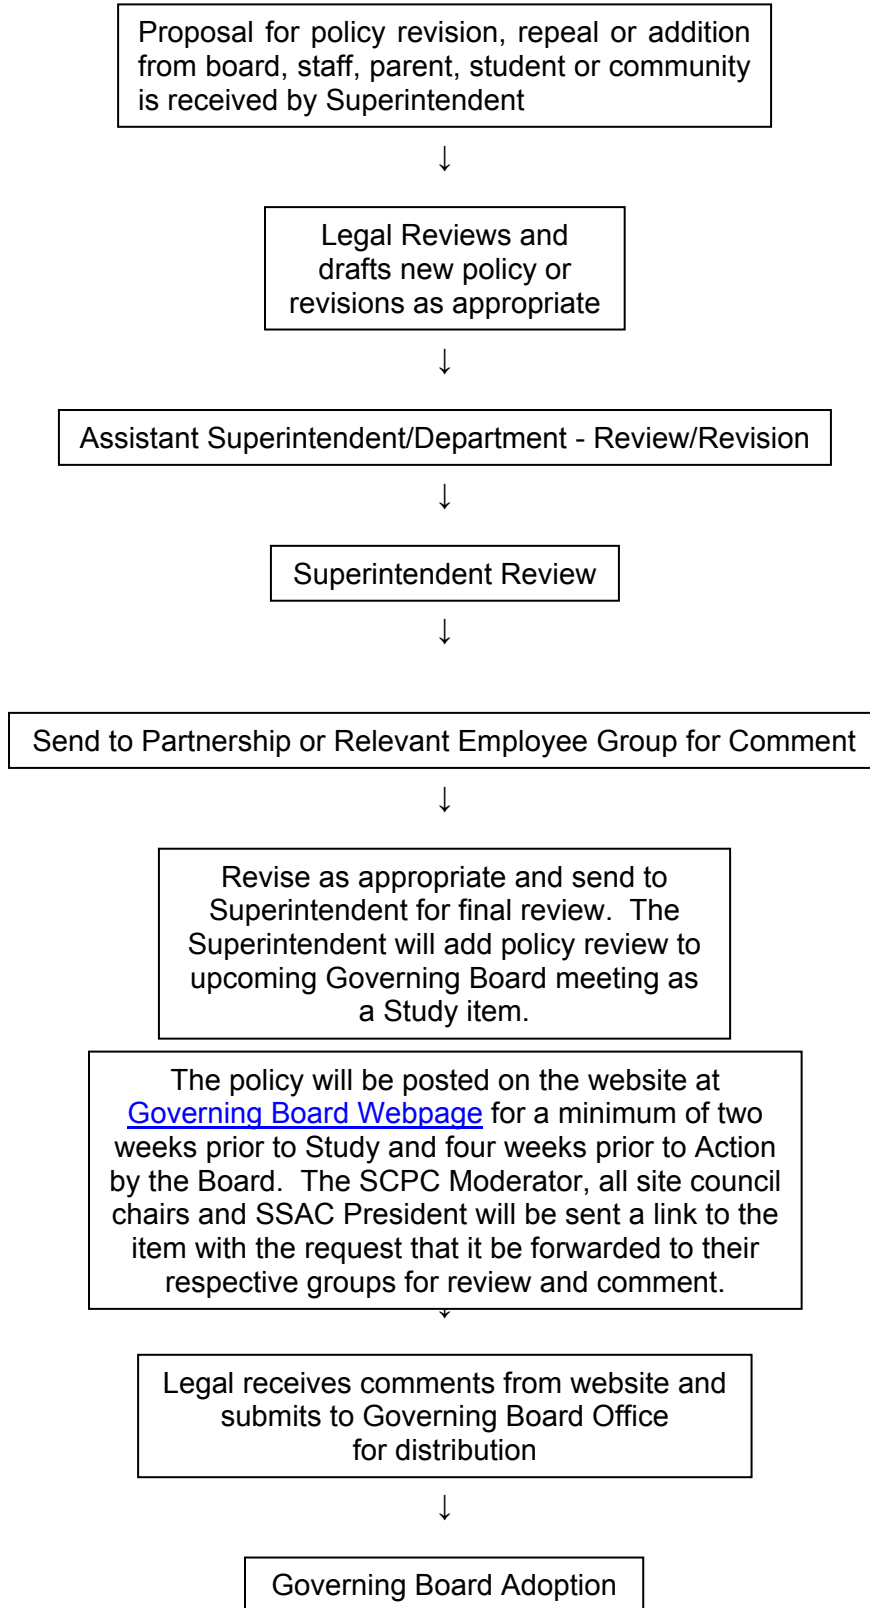 Proposal for policy revision, repeal or addition
from board, staff, parent, student or community
is received by Superintendent
↓
Legal Reviews and
drafts new policy or
revisions as appropriate
↓
Assistant Superintendent/Department - Review/Revision
↓
Superintendent Review
↓
Send to Partnership or Relevant Employee Group for Comment
↓
Revise as appropriate and send to
Superintendent for final review.  The
Superintendent will add policy review to
upcoming Governing Board meeting as
a Study item.
The policy will be posted on the website at
Governing Board Webpage for a minimum of two
weeks prior to Study and four weeks prior to Action
by the Board.  The SCPC Moderator, all site council
chairs and SSAC President will be sent a link to the
item with the request that it be forwarded to their
respective groups for review and comment.
Legal receives comments from website and
submits to Governing Board Office
for distribution
↓
Governing Board Adoption